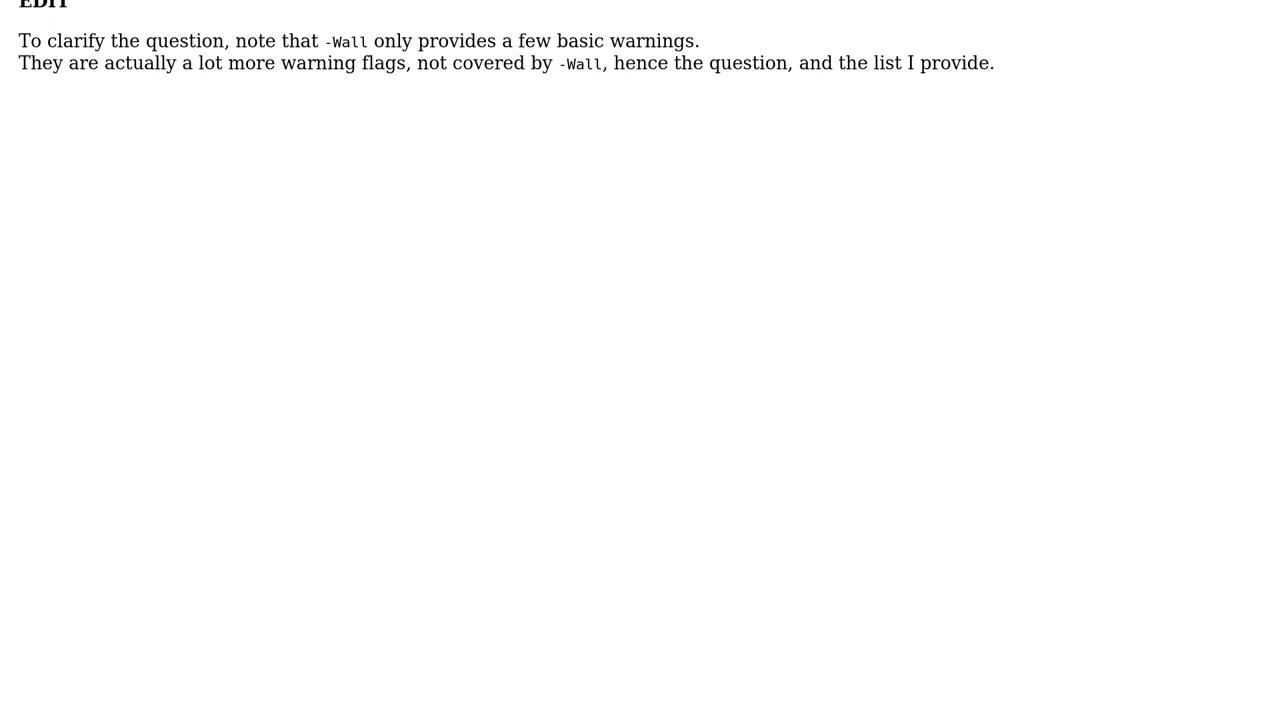 EDIT
To clarify the question, note that -Wall only provides a few basic warnings.
They are actually a lot more warning flags, not covered by -Wall, hence the question, and the list I provide.